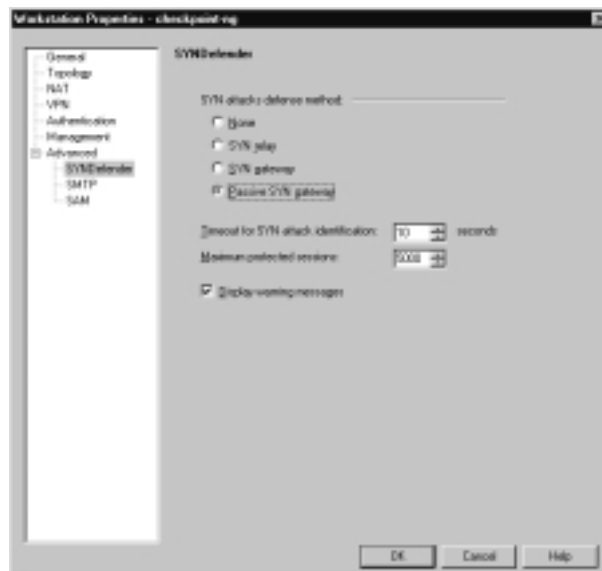 Workstation Properties - checkpoint-ng
General
Topology
NAT
VPN
Authentication
Management
Advanced
SYNDefender
SMTP
SAM
SYNDefender
SYN attacks defense method:
None
SYN relay
SYN gateway
Passive SYN gateway
Timeout for SYN attack identification: 10 seconds
Maximum protected sessions: 5000
Display warning messages
OK Cancel Help